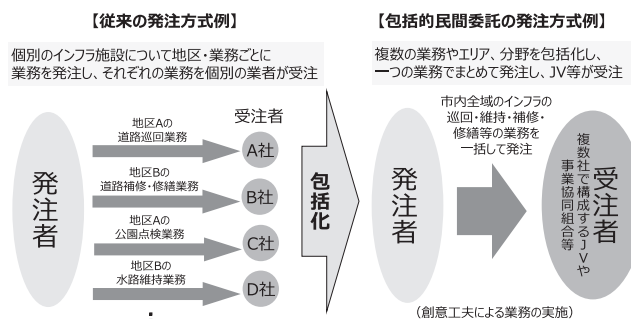 【従来の発注方式例】
個別のインフラ施設について地区・業務ごとに
業務を発注し、それぞれの業務を個別の業者が受注
受注者
発注者
地区Aの
道路巡回業務
A社
地区Bの
道路補修・修繕業務
B社
地区Aの
公園点検業務
C社
地区Bの
水路維持業務
D社
包括化
【包括的民間委託の発注方式例】
複数の業務やエリア、分野を包括化し、
一つの業務でまとめて発注し、JV等が受注
発注者
市内全域のインフラの
巡回・維持・補修・
修繕等の業務を
一括して発注
受注者
複数社で構成するJVや
事業協同組合等
（創意工夫による業務の実施）